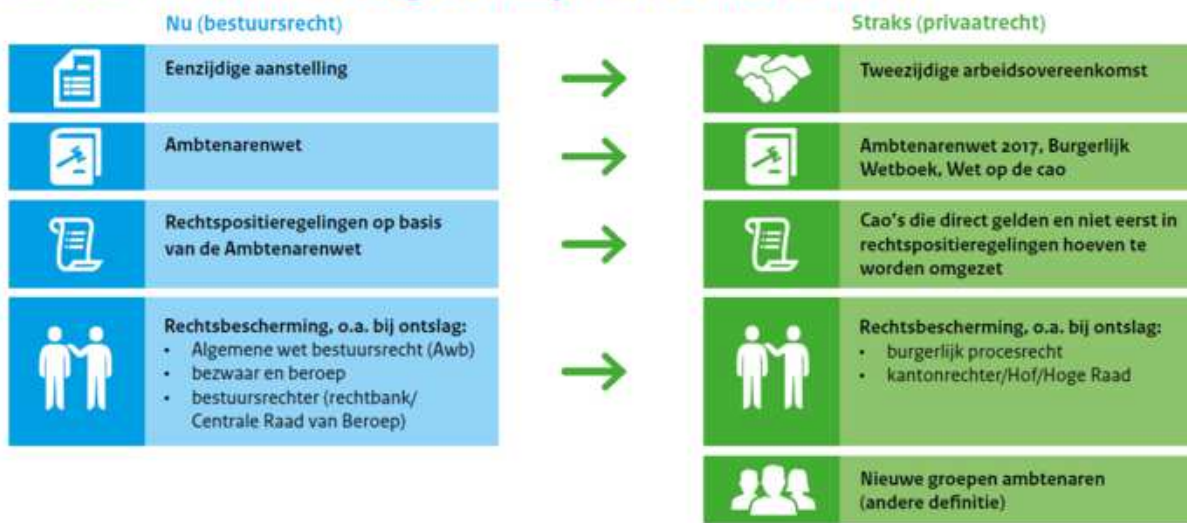 Nu (bestuursrecht)
Straks (privaatrecht)
Eenzijdige aanstelling
Tweezijdige arbeidsovereenkomst
Ambtenarenwet
Ambtenarenwet 2017, Burgerlijk
Wetboek, Wet op de cao
Rechtspositieregelingen op basis
van de Ambtenarenwet
Cao's die direct gelden en niet eerst in
rechtspositieregelingen hoeven te
worden omgezet
Rechtsbescherming, o.a. bij ontslag:
• Algemene wet bestuursrecht (Awb)
• bezwaar en beroep
• bestuursrechter (rechtbank/
Centrale Raad van Beroep)
Rechtsbescherming, o.a. bij ontslag:
• burgerlijk procesrecht
• kantonrechter/Hof/Hoge Raad
Nieuwe groepen ambtenaren
(andere definitie)